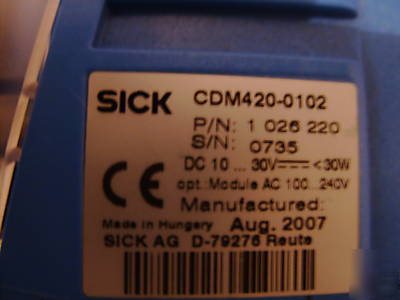 SICK CDM420-0102
P/N: 1 026 220
S/N: 0735
DC 10 ... 30V <30W
opt.:Module AC 100...240V
CE Manufactured:
Made in Hungary Aug. 2007
SICK AG D-79276 Reute